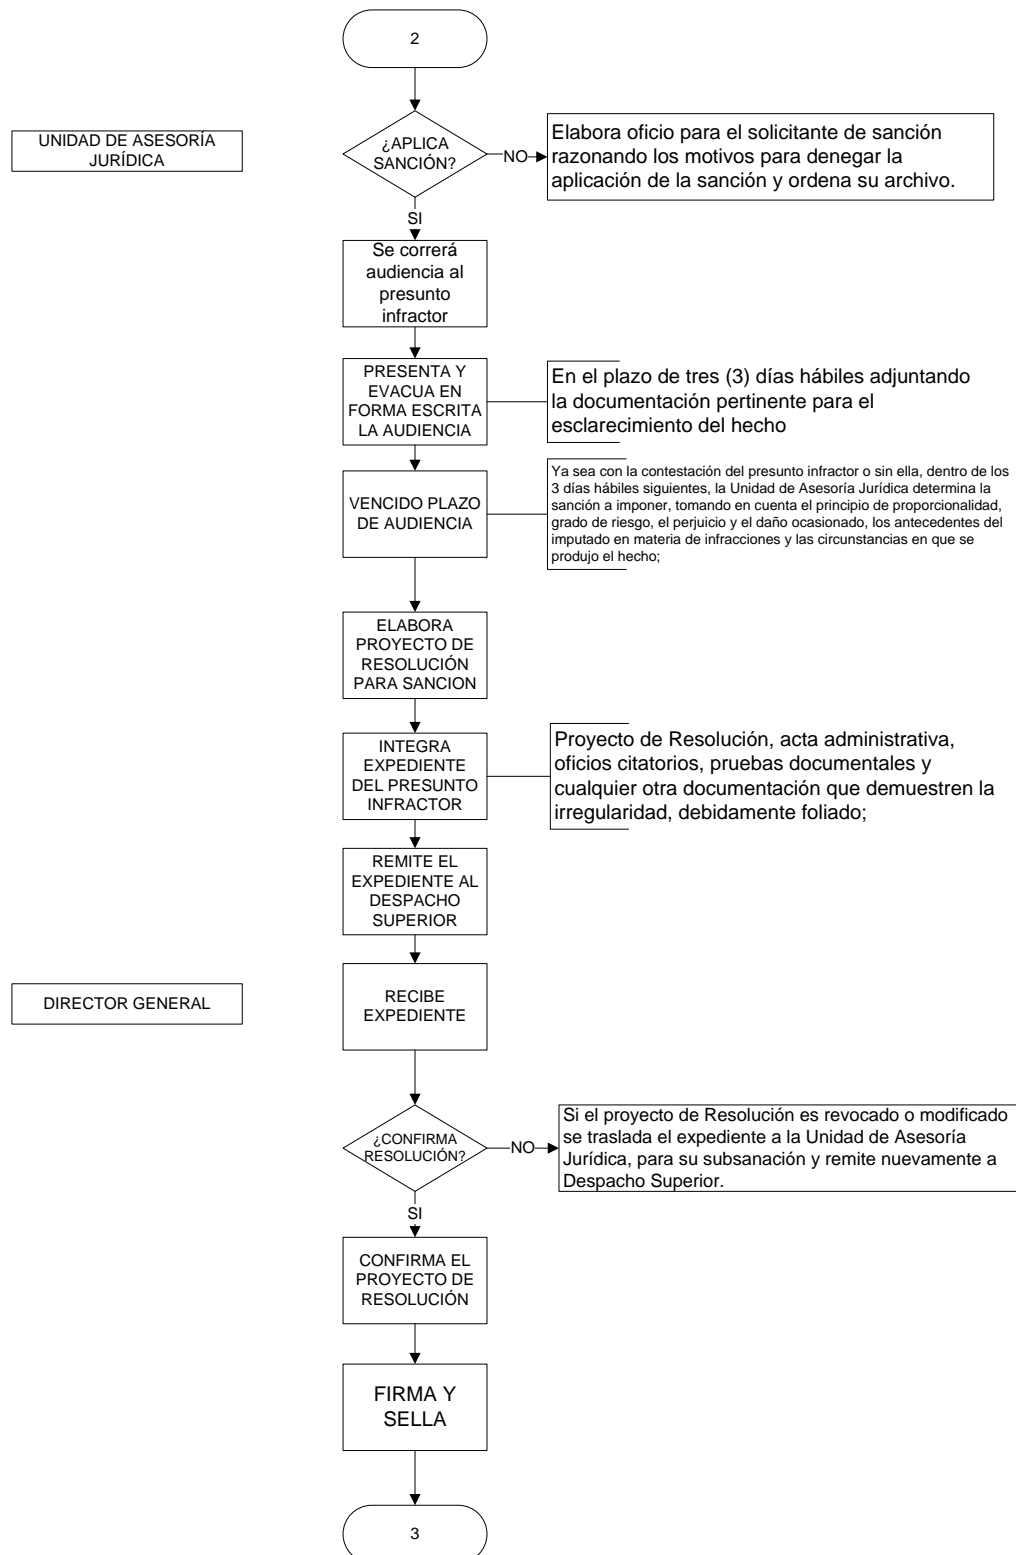 2
UNIDAD DE ASESORÍA
JURÍDICA
¿APLICA
SANCIÓN?
NO
Elabora oficio para el solicitante de sanción
razonando los motivos para denegar la
aplicación de la sanción y ordena su archivo.
SI
Se correrá
audiencia al
presunto
infractor
PRESENTA Y
EVACUA EN
FORMA ESCRITA
LA AUDIENCIA
En el plazo de tres (3) días hábiles adjuntando
la documentación pertinente para el
esclarecimiento del hecho
VENCIDO PLAZO
DE AUDIENCIA
Ya sea con la contestación del presunto infractor o sin ella, dentro de los
3 días hábiles siguientes, la Unidad de Asesoría Jurídica determina la
sanción a imponer, tomando en cuenta el principio de proporcionalidad,
grado de riesgo, el perjuicio y el daño ocasionado, los antecedentes del
imputado en materia de infracciones y las circunstancias en que se
produjo el hecho;
ELABORA
PROYECTO DE
RESOLUCIÓN
PARA SANCION
INTEGRA
EXPEDIENTE
DEL PRESUNTO
INFRACTOR
Proyecto de Resolución, acta administrativa,
oficios citatorios, pruebas documentales y
cualquier otra documentación que demuestren la
irregularidad, debidamente foliado;
REMITE EL
EXPEDIENTE AL
DESPACHO
SUPERIOR
DIRECTOR GENERAL
RECIBE
EXPEDIENTE
¿CONFIRMA
RESOLUCIÓN?
NO
Si el proyecto de Resolución es revocado o modificado
se traslada el expediente a la Unidad de Asesoría
Jurídica, para su subsanación y remite nuevamente a
Despacho Superior.
SI
CONFIRMA EL
PROYECTO DE
RESOLUCIÓN
FIRMA Y
SELLA
3